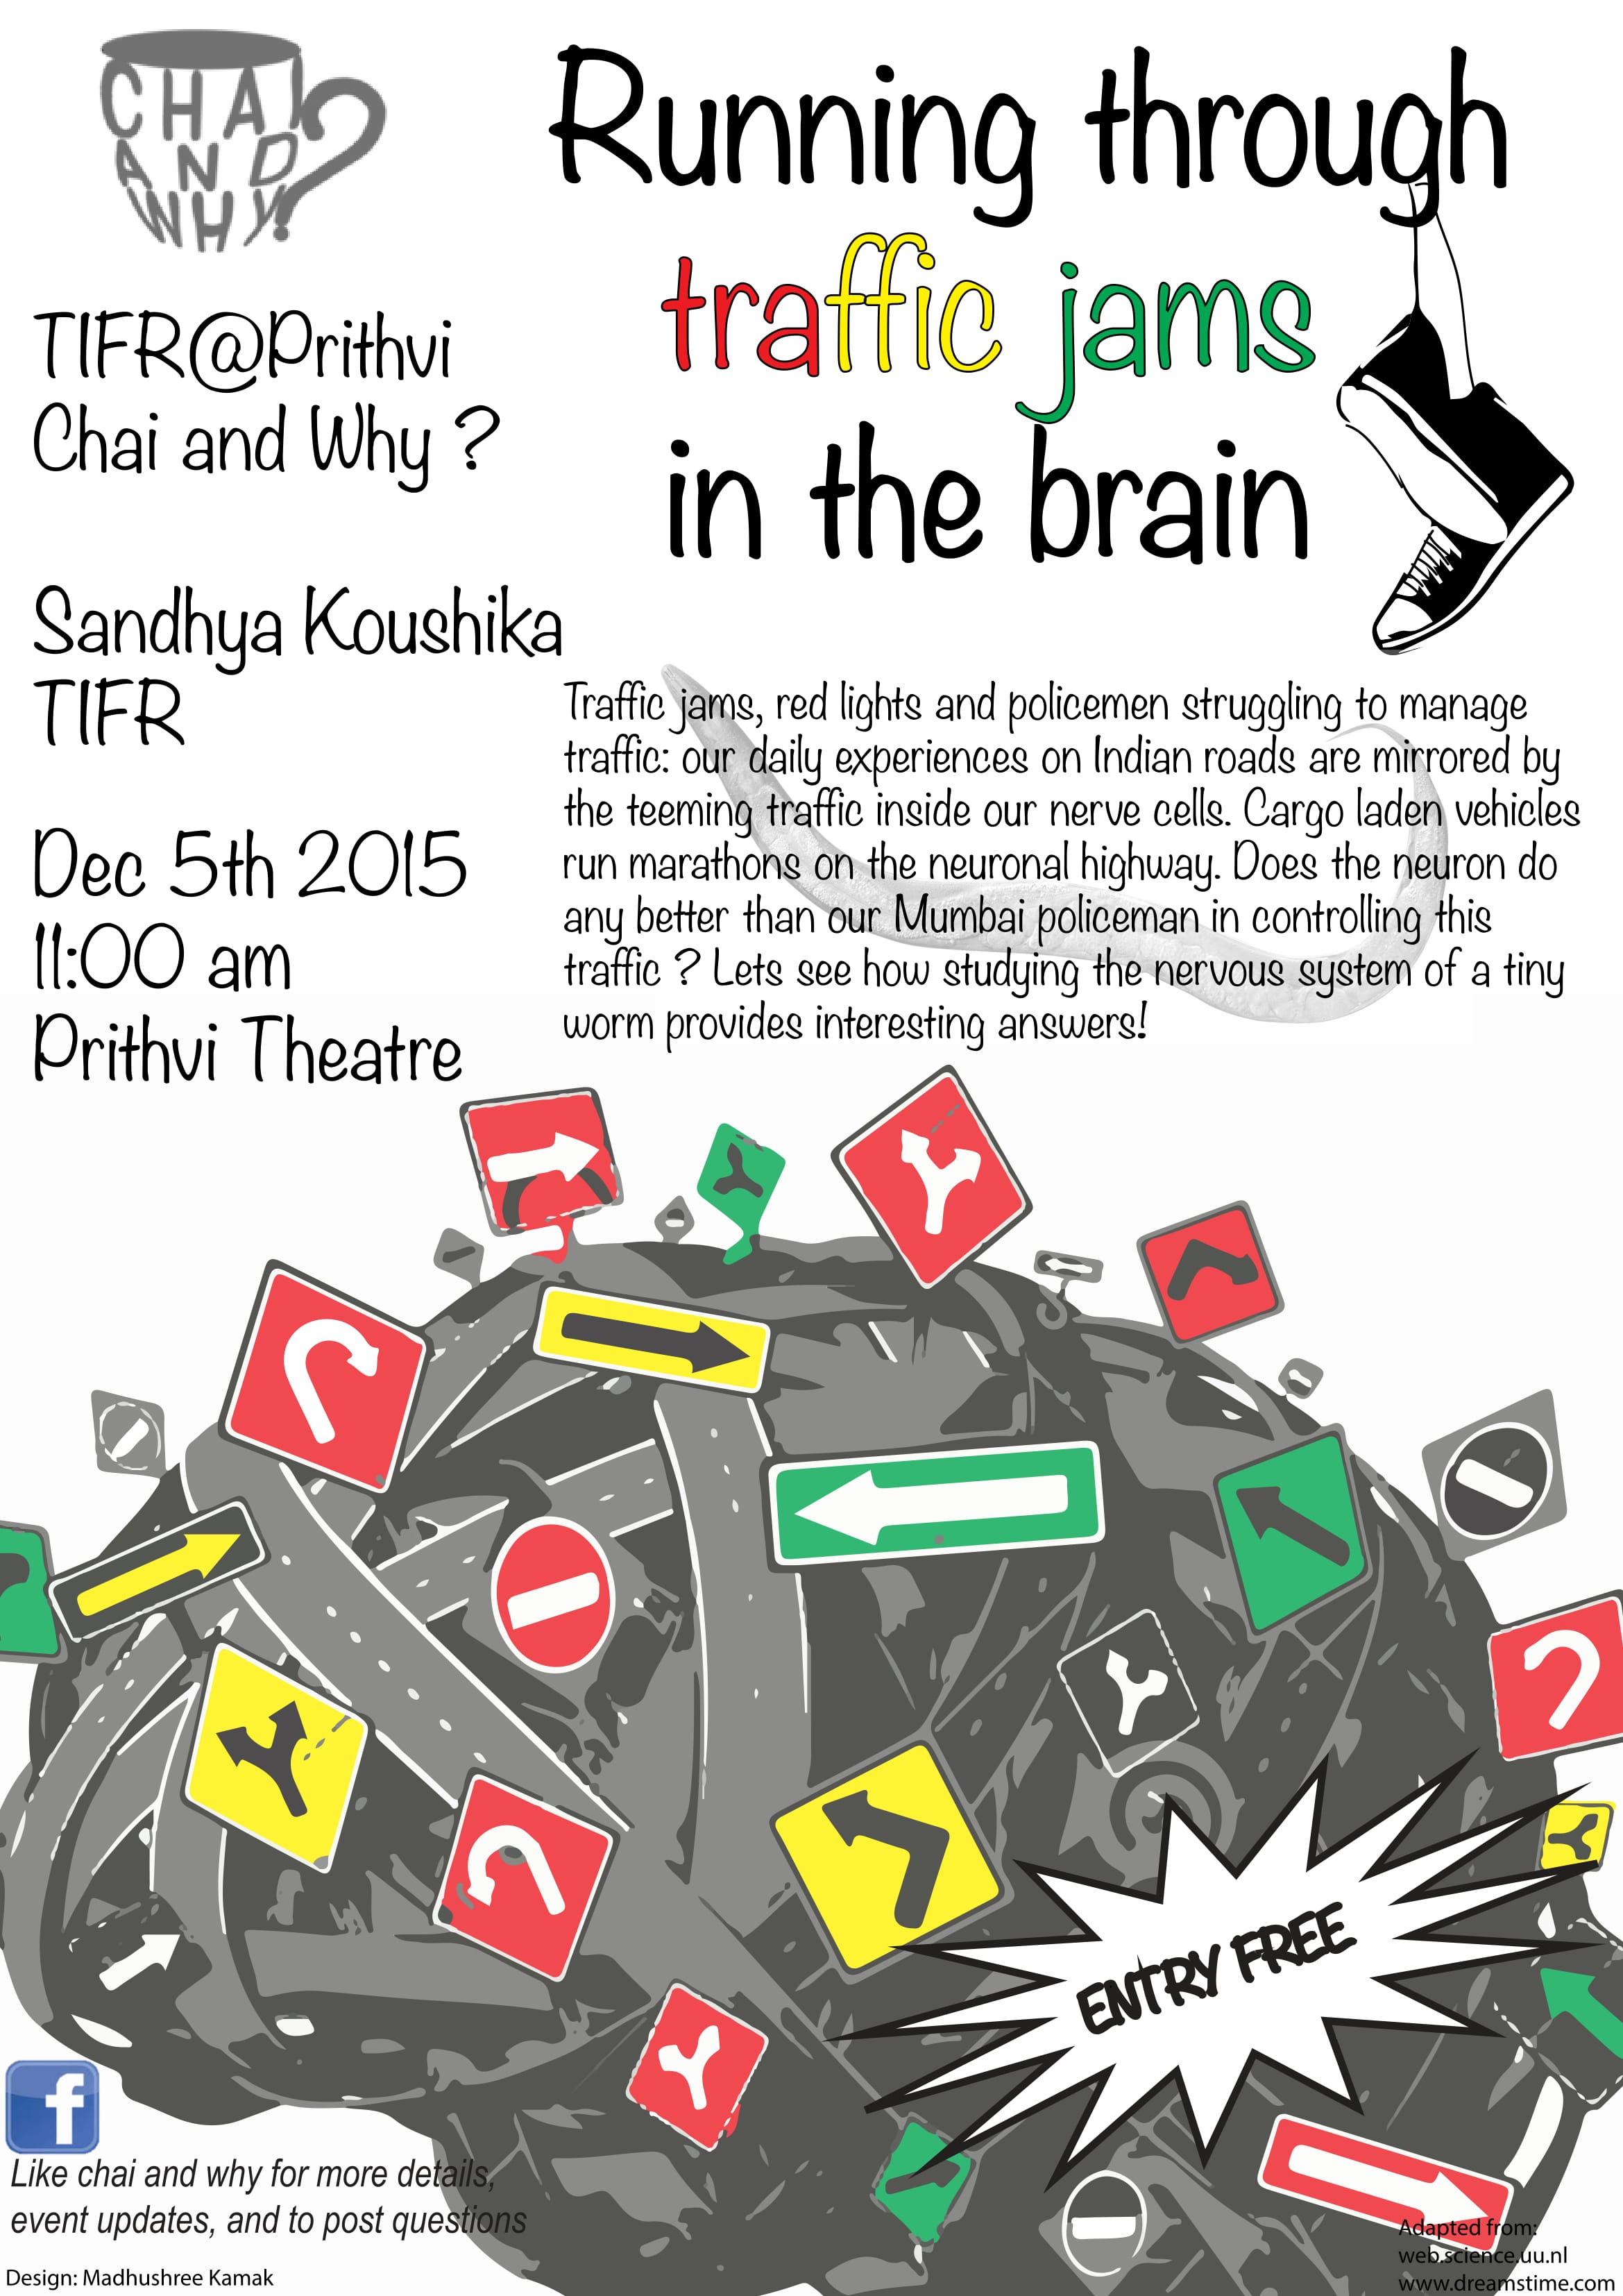 CHAI
AND
WHY?
Running through
traffic jams
in the brain
TIFR@Prithvi
Chai and Why ?
Sandhya Koushika
TIFR
Dec 5th 2015
11:00 am
Prithvi Theatre
Traffic jams, red lights and policemen struggling to manage
traffic: our daily experiences on Indian roads are mirrored by
the teeming traffic inside our nerve cells. Cargo laden vehicles
run marathons on the neuronal highway. Does the neuron do
any better than our Mumbai policeman in controlling this
traffic ? Lets see how studying the nervous system of a tiny
worm provides interesting answers!
ENTRY FREE
f
Like chai and why for more details,
event updates, and to post questions
Design: Madhushree Kamak
Adapted from:
web.science.uu.nl
www.dreamstime.com